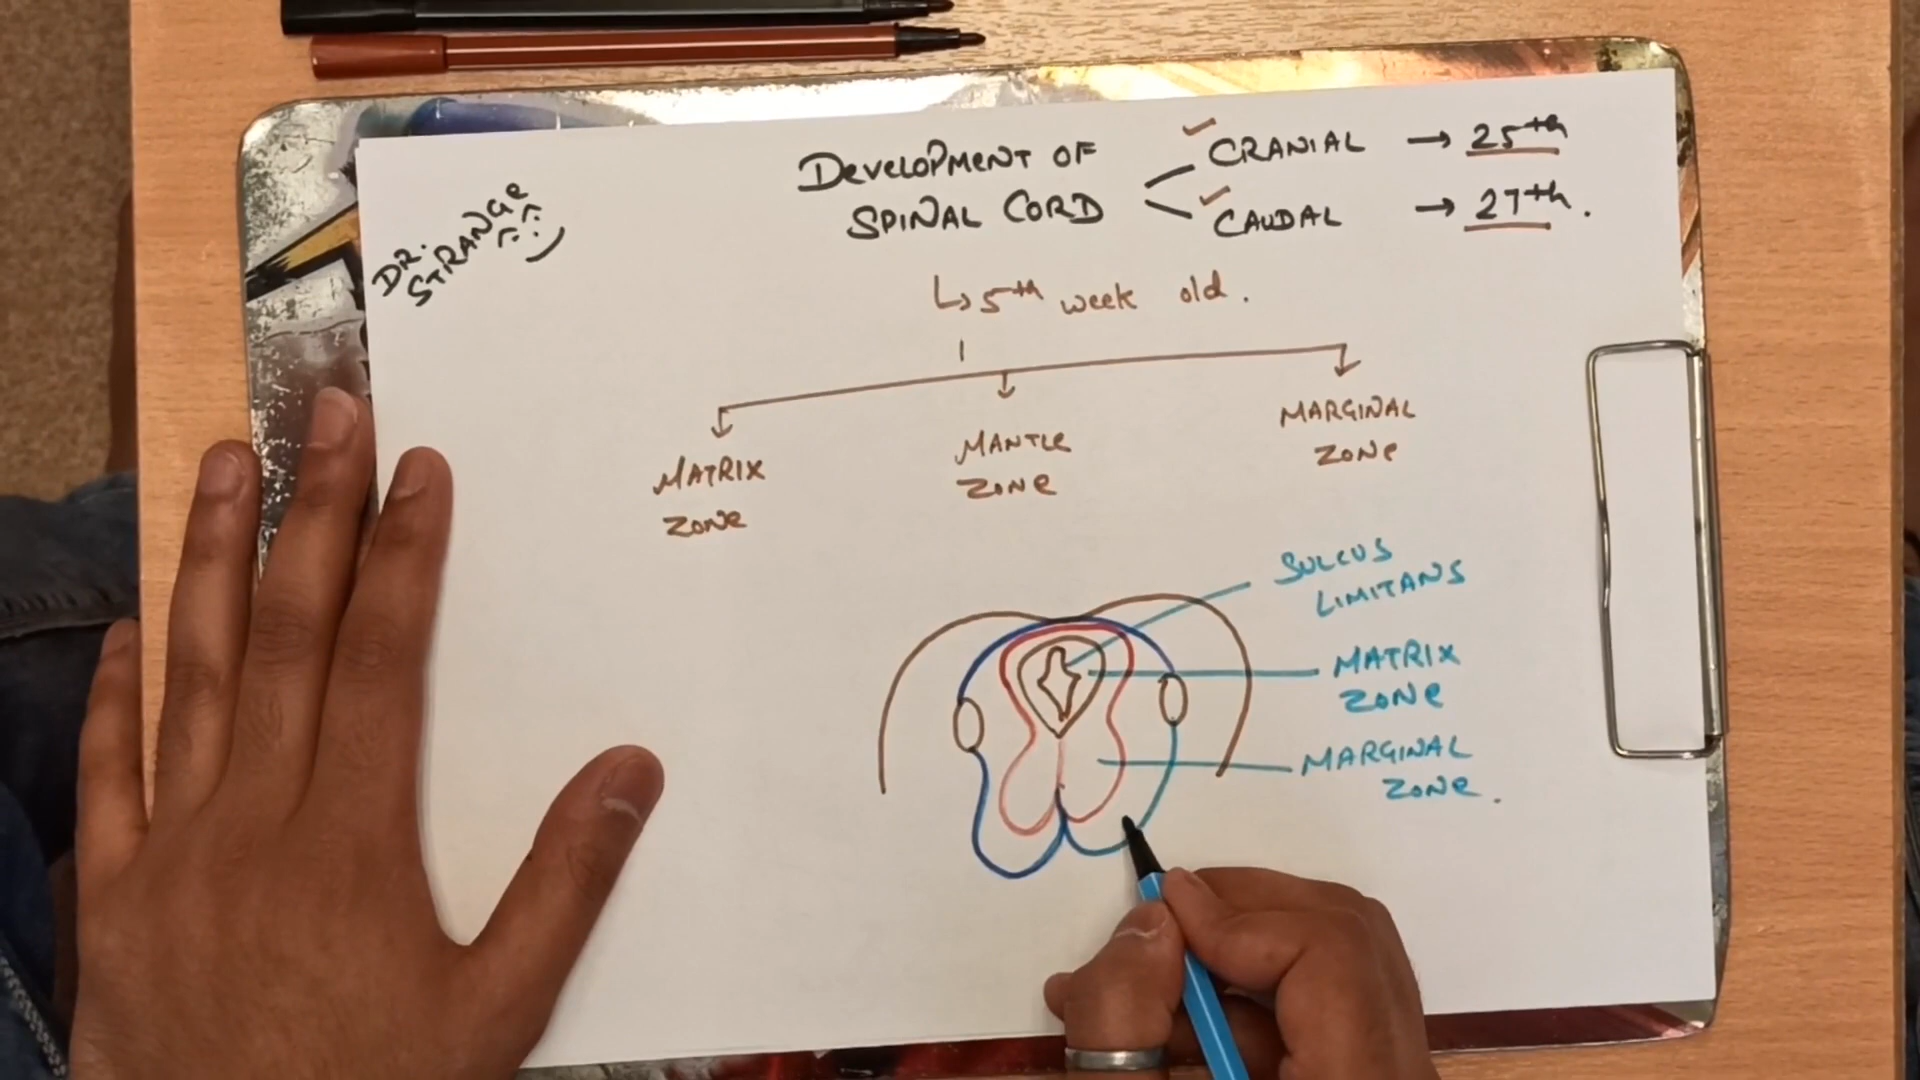 DR.
STRANGE
DEVELOPMENT OF
SPINAL CORD
CRANIAL → 25th
CAUDAL → 27th.
↳ 5th week old.
MATRIX
ZONE
MANTLE
ZONE
MARGINAL
ZONE
SULCUS
LIMITANS
MATRIX
ZONE
MARGINAL
ZONE.